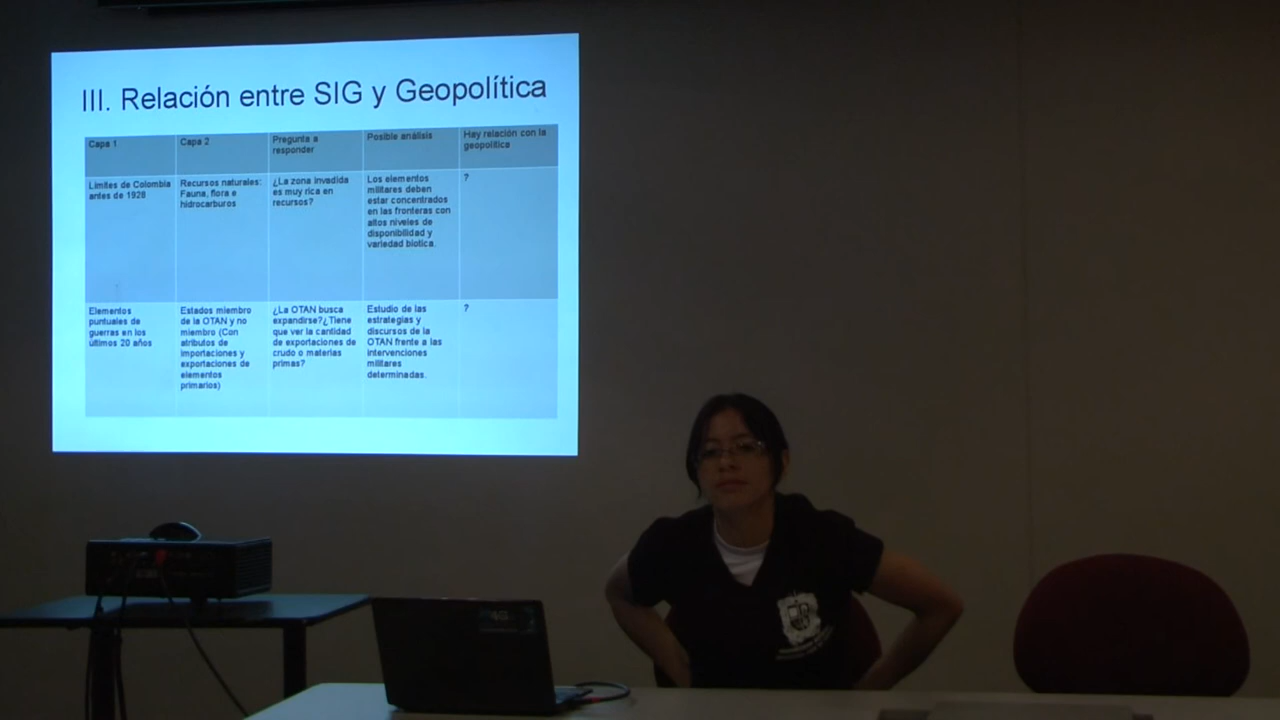 III. Relación entre SIG y Geopolítica
Capa 1
Capa 2
Pregunta a
responder
Posible análisis
Hay relación con la
geopolítica
Límites de Colombia
antes de 1928
Recursos naturales:
Fauna, flora e
hidrocarburos
¿La zona invadida
es muy rica en
recursos?
Los elementos
militares deben
estar concentrados
en las fronteras con
altos niveles de
disponibilidad y
variedad biotica.
?
Elementos
puntuales de
guerras en los
últimos 20 años
Estados miembro
de la OTAN y no
miembro (Con
atributos de
importaciones y
exportaciones de
elementos
primarios)
¿La OTAN busca
expandirse?¿Tiene
que ver la cantidad
de exportaciones de
crudo o materias
primas?
Estudio de las
estrategias y
discursos de la
OTAN frente a las
intervenciones
militares
determinadas.
?